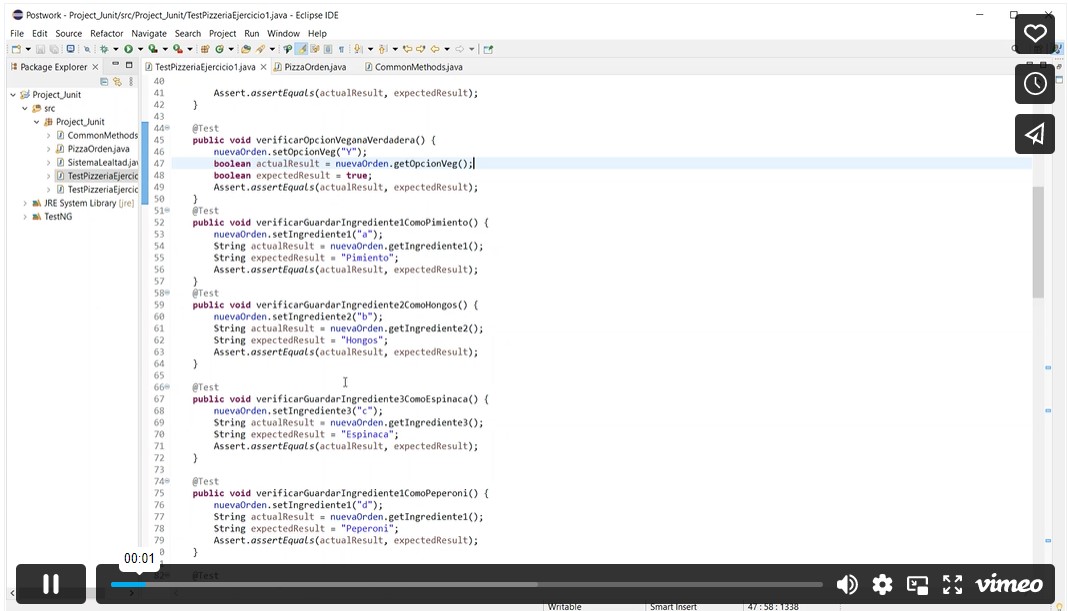 Postwork - Project_Junit/src/Project_Junit/TestPizzeriaEjercicio1.java - Eclipse IDE
File Edit Source Refactor Navigate Search Project Run Window Help
Package Explorer
TestPizzeriaEjercicio1.java PizzaOrden.java CommonMethods.java
Project_Junit
src
Project_Junit
CommonMethods
PizzaOrden.java
SistemaLealtad.jav
TestPizzeriaEjercic
TestPizzeriaEjercic
JRE System Library [jre]
TestNG
40
41 Assert.assertEquals(actualResult, expectedResult);
42 }
43
44 @Test
45 public void verificarOpcionVeganaVerdadera() {
46 nuevaOrden.setOpcionVeg("Y");
47 boolean actualResult = nuevaOrden.getOpcionVeg();
48 boolean expectedResult = true;
49 Assert.assertEquals(actualResult, expectedResult);
50 }
51 @Test
52 public void verificarGuardarIngrediente1ComoPimiento() {
53 nuevaOrden.setIngrediente1("a");
54 String actualResult = nuevaOrden.getIngrediente1();
55 String expectedResult = "Pimiento";
56 Assert.assertEquals(actualResult, expectedResult);
57 }
58 @Test
59 public void verificarGuardarIngrediente2ComoHongos() {
60 nuevaOrden.setIngrediente2("b");
61 String actualResult = nuevaOrden.getIngrediente2();
62 String expectedResult = "Hongos";
63 Assert.assertEquals(actualResult, expectedResult);
64 }
65
66 @Test
67 public void verificarGuardarIngrediente3ComoEspinaca() {
68 nuevaOrden.setIngrediente3("c");
69 String actualResult = nuevaOrden.getIngrediente3();
70 String expectedResult = "Espinaca";
71 Assert.assertEquals(actualResult, expectedResult);
72 }
73
74 @Test
75 public void verificarGuardarIngrediente1ComoPeperoni() {
76 nuevaOrden.setIngrediente1("d");
77 String actualResult = nuevaOrden.getIngrediente1();
78 String expectedResult = "Peperoni";
79 Assert.assertEquals(actualResult, expectedResult);
}
@Test
00:01
vimeo
Writable Smart Insert 47 : 58 : 1338